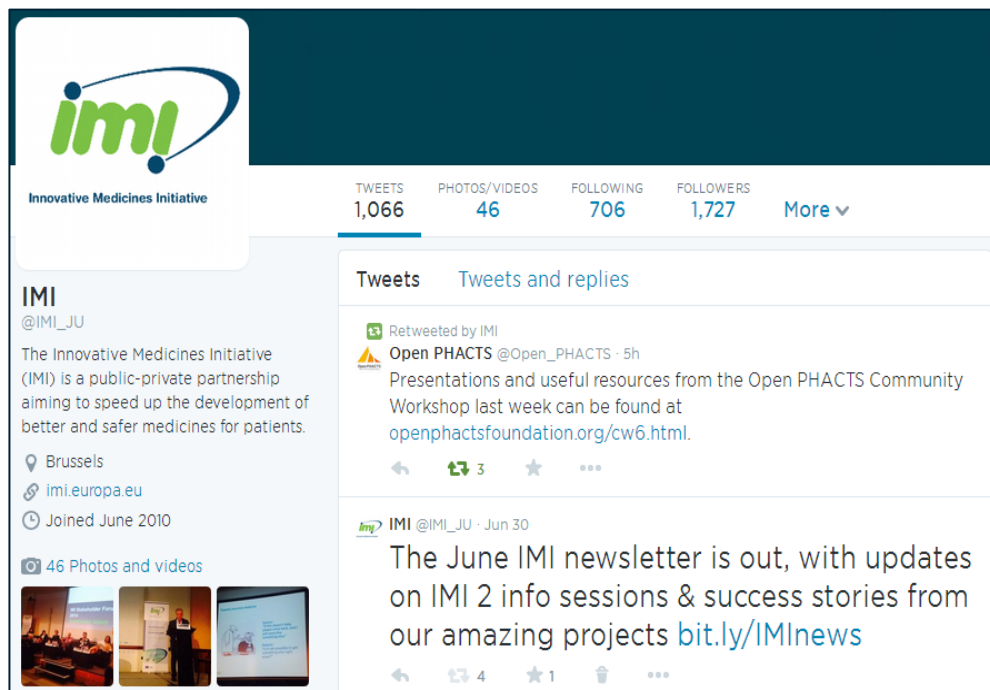 imi
Innovative Medicines Initiative
TWEETS
1,066
PHOTOS/VIDEOS
46
FOLLOWING
706
FOLLOWERS
1,727
More
IMI
@IMI_JU
The Innovative Medicines Initiative
(IMI) is a public-private partnership
aiming to speed up the development of
better and safer medicines for patients.
Brussels
imi.europa.eu
Joined June 2010
46 Photos and videos
Tweets
Tweets and replies
Retweeted by IMI
Open PHACTS @Open_PHACTS · 5h
Presentations and useful resources from the Open PHACTS Community
Workshop last week can be found at
openphactsfoundation.org/cw6.html.
3
imi
IMI @IMI_JU · Jun 30
The June IMI newsletter is out, with updates
on IMI 2 info sessions & success stories from
our amazing projects bit.ly/IMInews
4
1